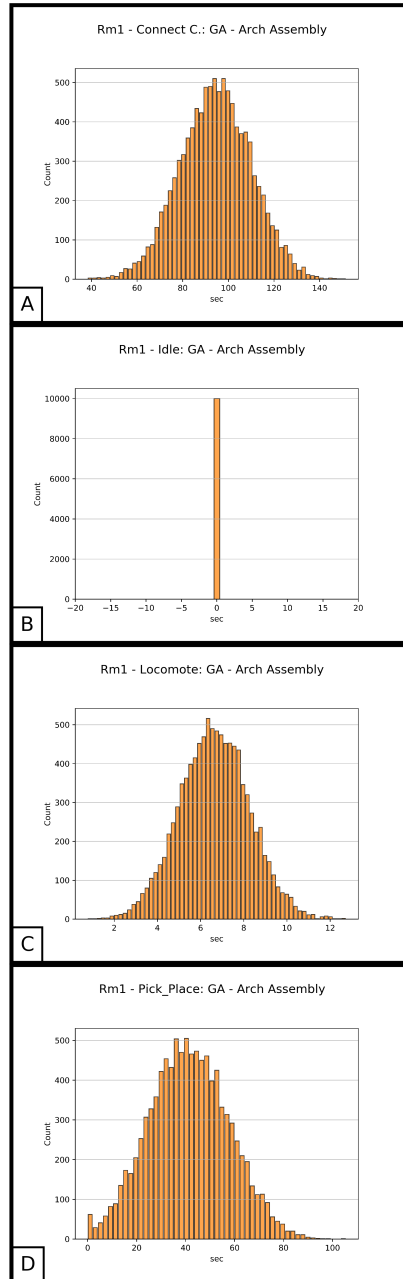 Rm1 - Connect C.: GA - Arch Assembly
500
400
300
200
100
0
Count
40 60 80 100 120 140
sec
A
Rm1 - Idle: GA - Arch Assembly
10000
8000
6000
4000
2000
0
Count
−20 −15 −10 −5 0 5 10 15 20
sec
B
Rm1 - Locomote: GA - Arch Assembly
500
400
300
200
100
0
Count
2 4 6 8 10 12
sec
C
Rm1 - Pick_Place: GA - Arch Assembly
500
400
300
200
100
0
Count
0 20 40 60 80 100
sec
D